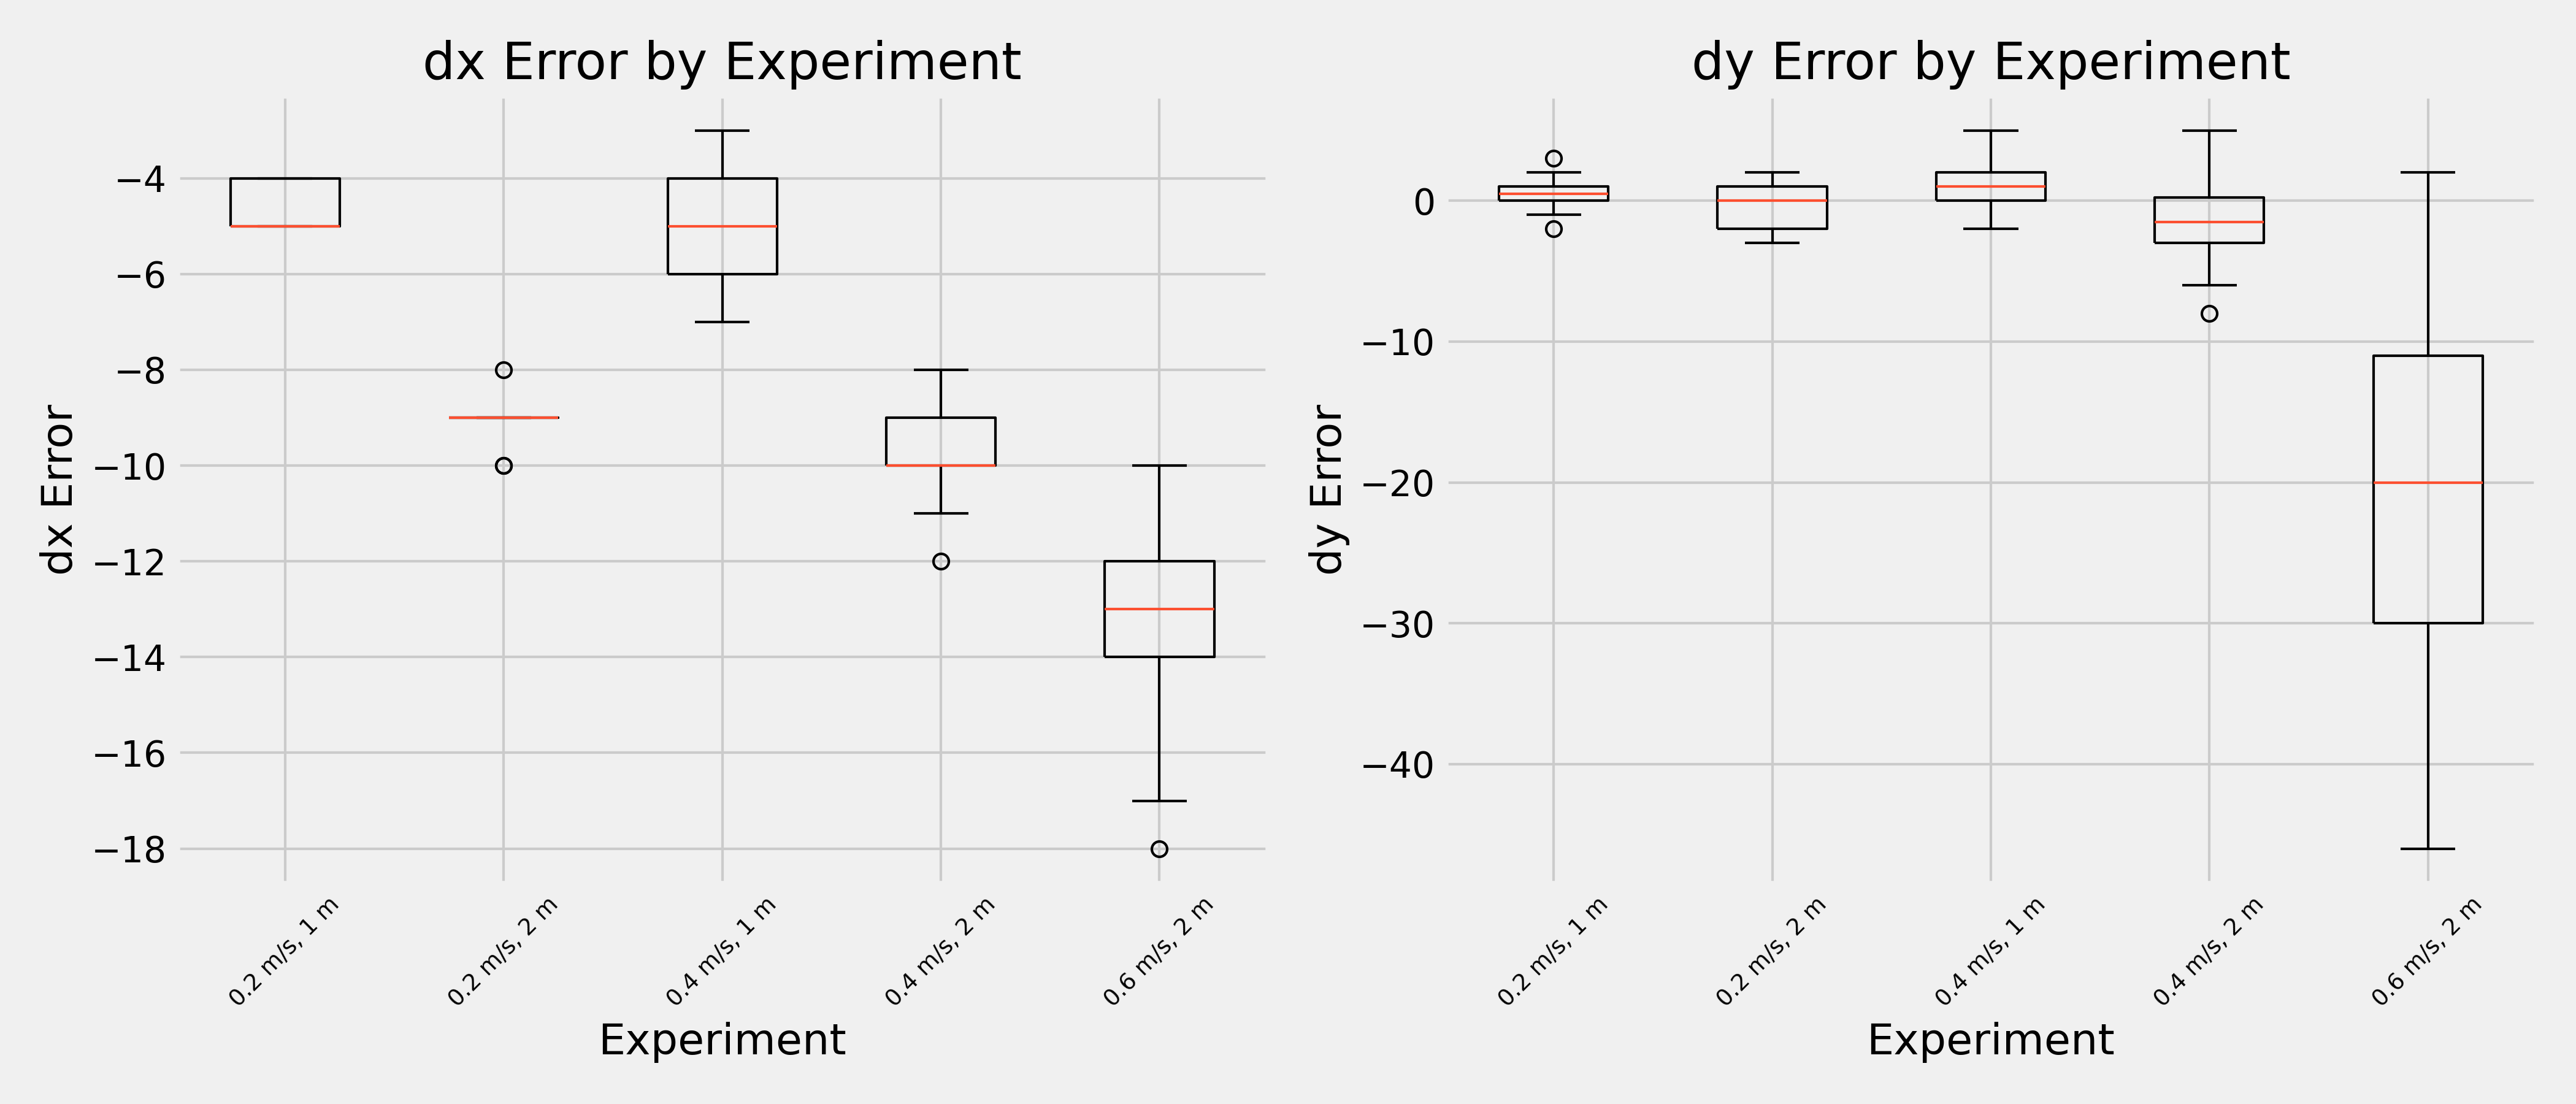 dx Error by Experiment
dx Error
−4
−6
−8
−10
−12
−14
−16
−18
0.2 m/s, 1 m
0.2 m/s, 2 m
0.4 m/s, 1 m
0.4 m/s, 2 m
0.6 m/s, 2 m
Experiment
dy Error by Experiment
dy Error
0
−10
−20
−30
−40
0.2 m/s, 1 m
0.2 m/s, 2 m
0.4 m/s, 1 m
0.4 m/s, 2 m
0.6 m/s, 2 m
Experiment